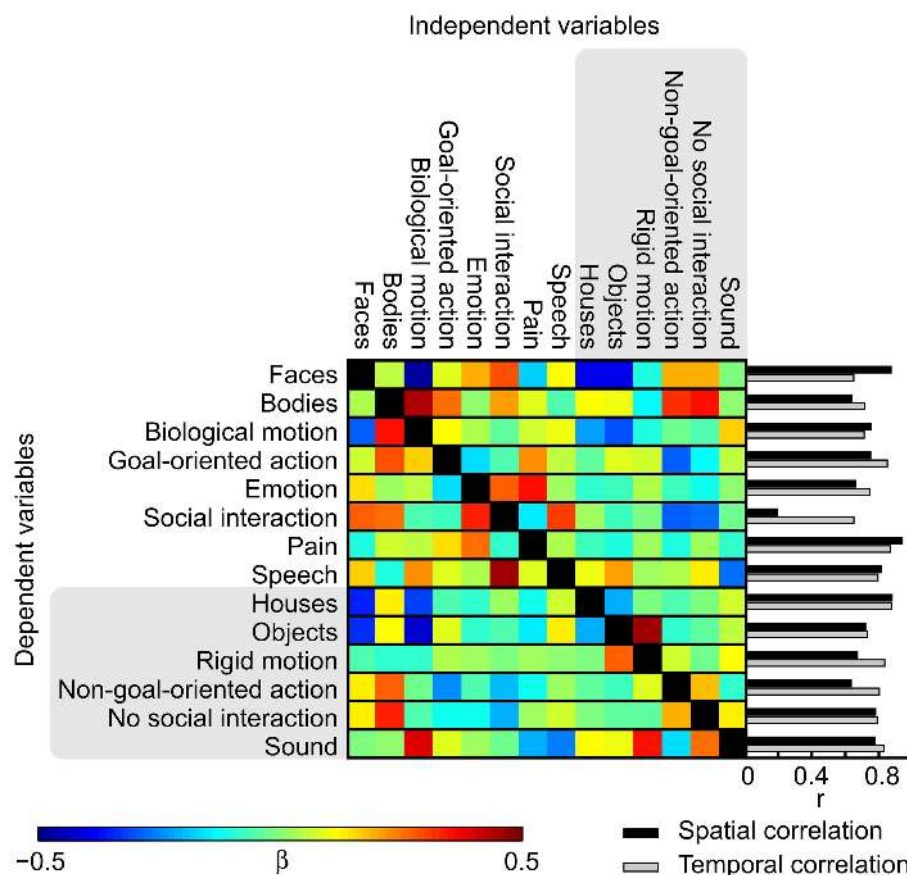 Independent variables
Faces
Bodies
Biological motion
Goal-oriented action
Emotion
Social interaction
Pain
Speech
Houses
Objects
Rigid motion
Non-goal-oriented action
No social interaction
Sound
Dependent variables
Faces
Bodies
Biological motion
Goal-oriented action
Emotion
Social interaction
Pain
Speech
Houses
Objects
Rigid motion
Non-goal-oriented action
No social interaction
Sound
0 0.4 0.8
r
−0.5 β 0.5
Spatial correlation
Temporal correlation